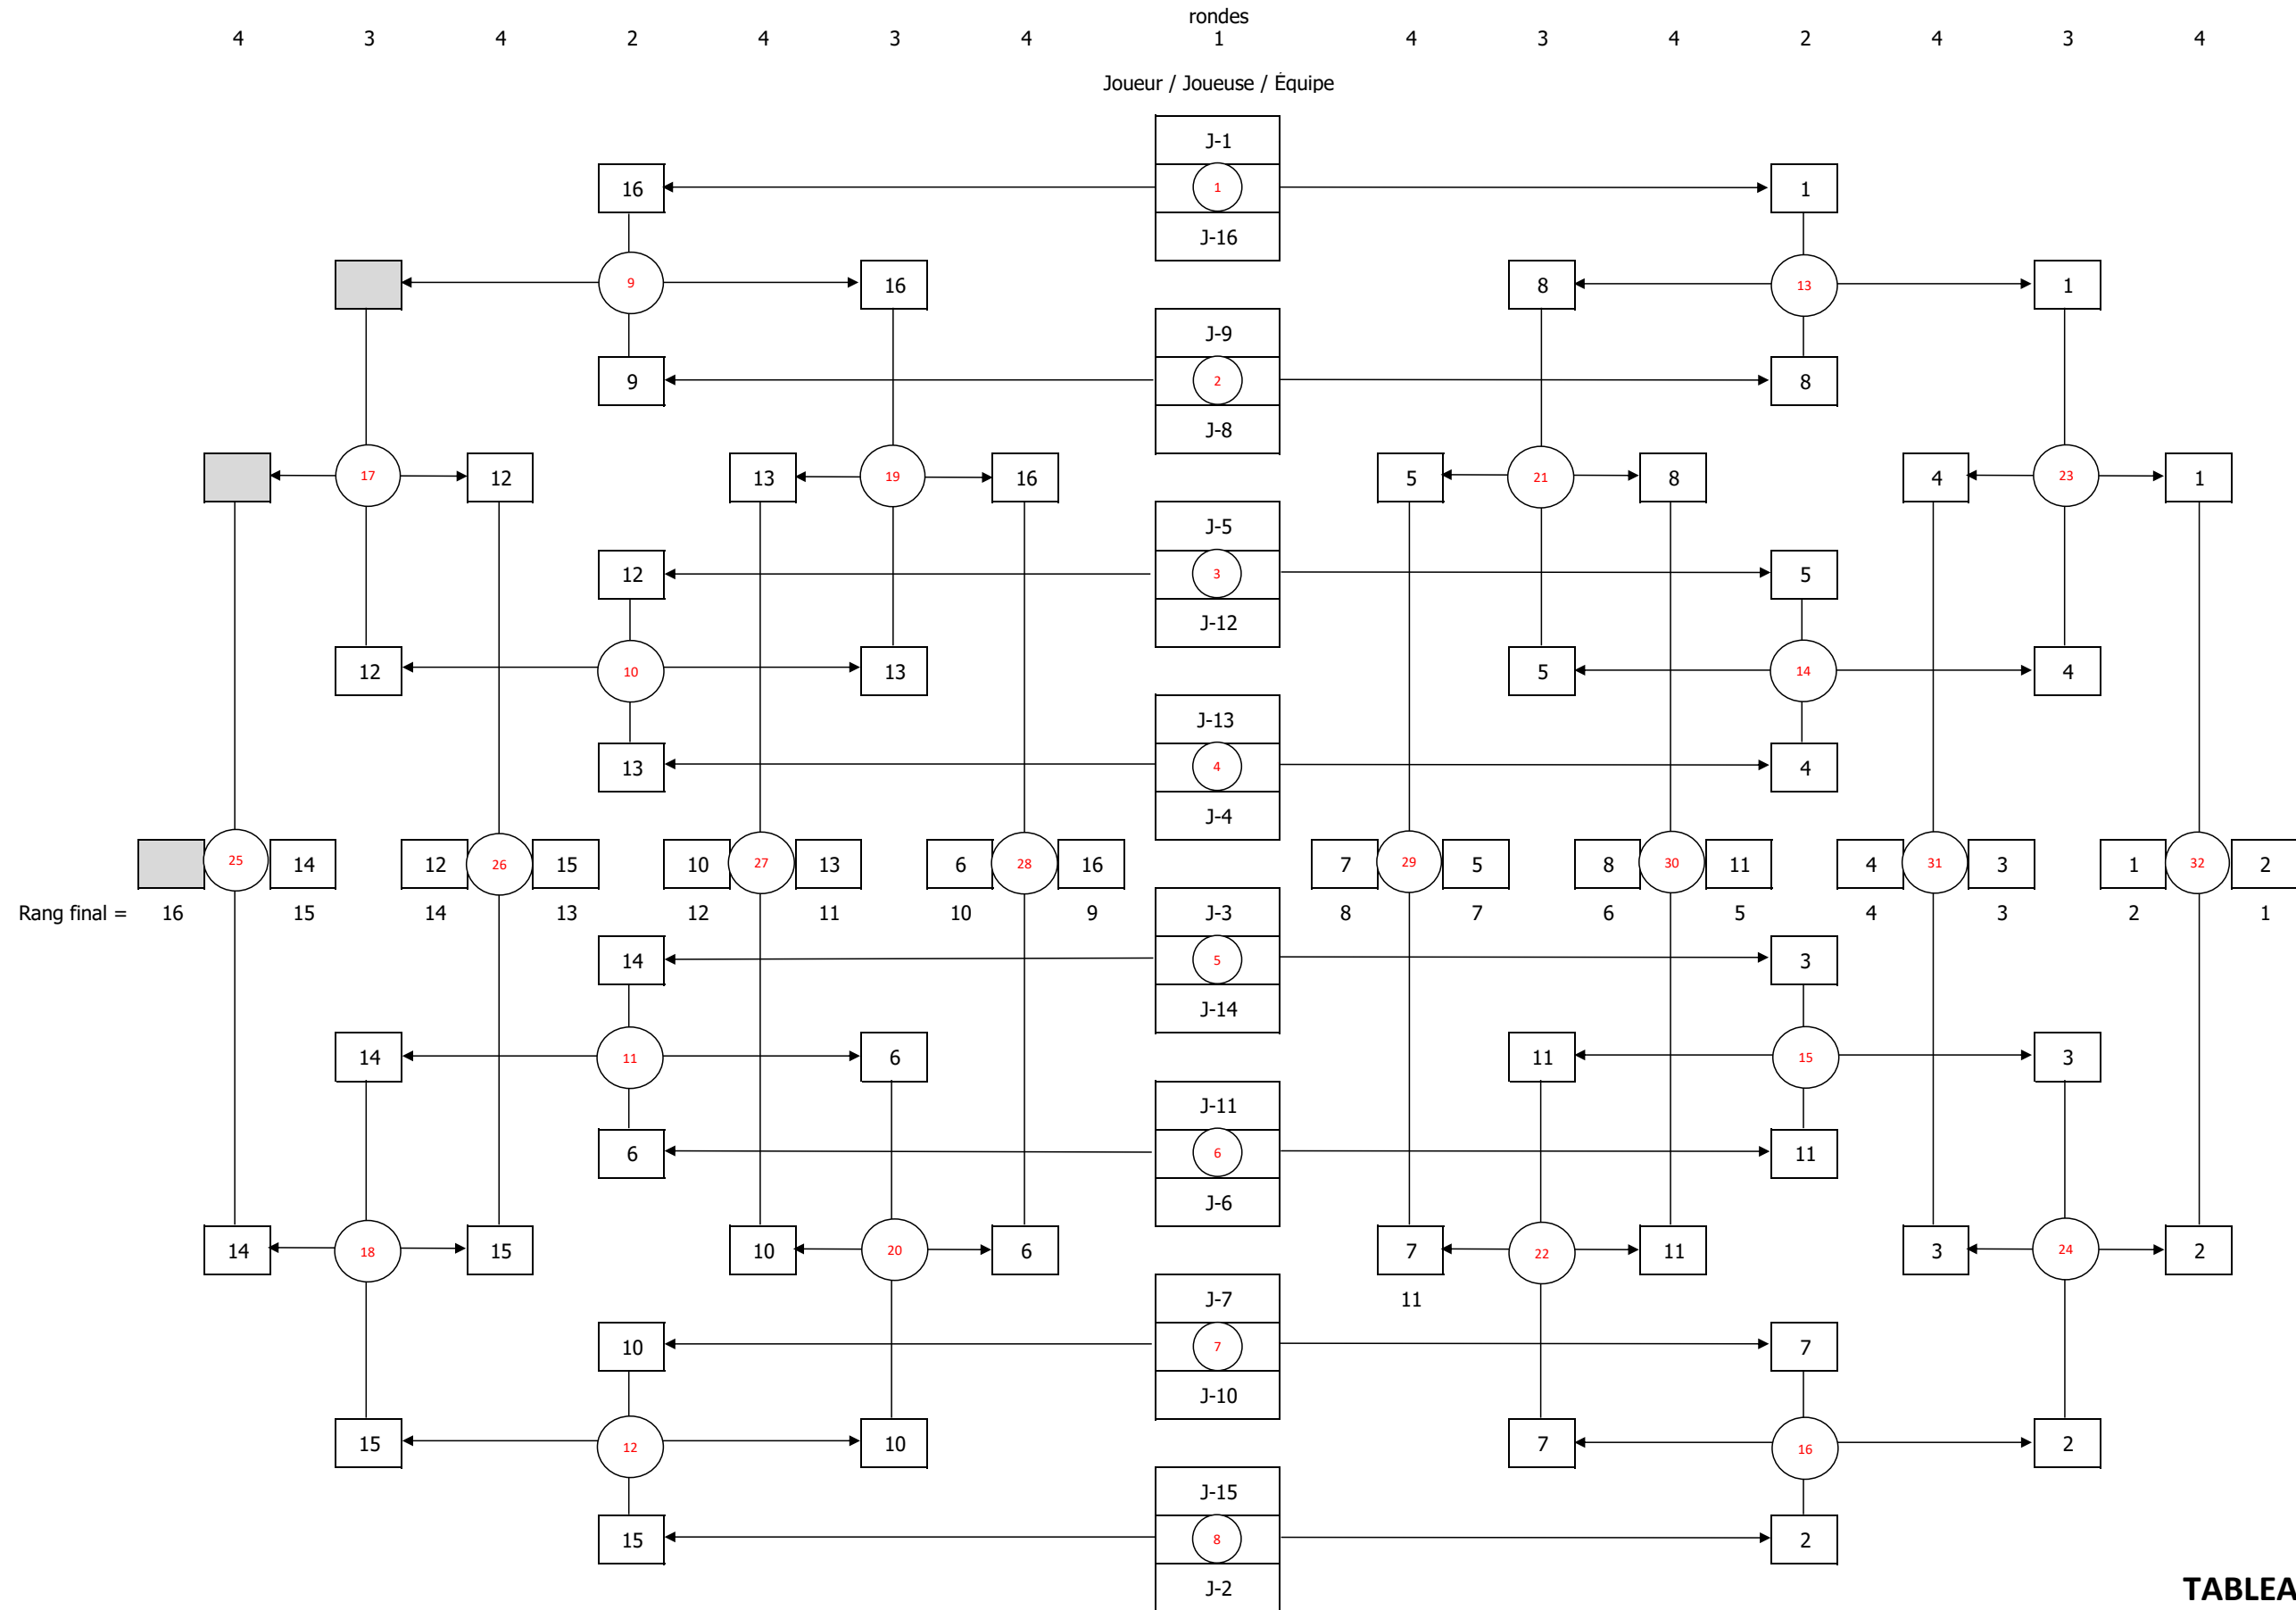 rondes
4 3 4 2 4 3 4 1 4 3 4 2 4 3 4
Joueur / Joueuse / Équipe
J-1
16 1 1
J-16
9 16 8 13 1
J-9
9 2 8
J-8
17 12 13 19 16 5 21 8 4 23 1
J-5
12 3 5
J-12
12 10 13 5 14 4
J-13
13 4 4
J-4
25 14 12 26 15 10 27 13 6 28 16 7 29 5 8 30 11 4 31 3 1 32 2
Rang final = 16 15 14 13 12 11 10 9 J-3 8 7 6 5 4 3 2 1
14 5 3
J-14
14 11 6 11 15 3
J-11
6 6 11
J-6
14 18 15 10 20 6 7 22 11 3 24 2
J-7 11
10 7 7
J-10
15 12 10 7 16 2
J-15
15 8 2
J-2
TABLEA